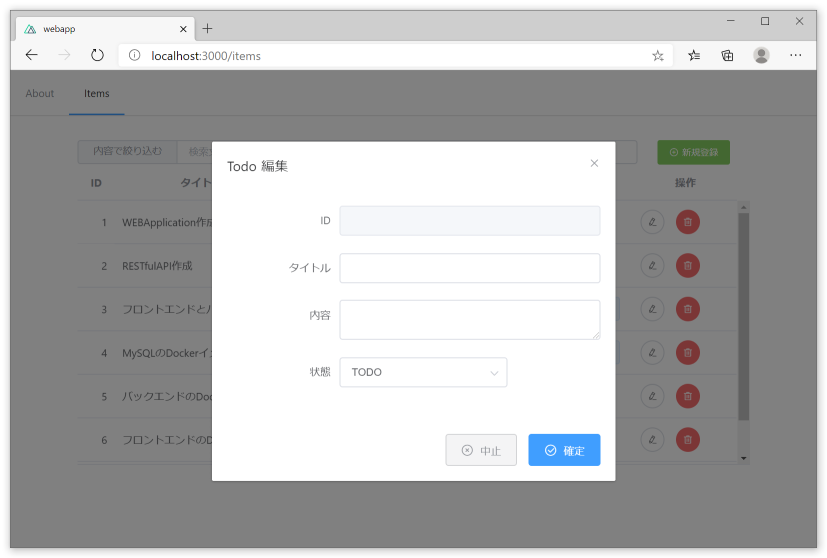 webapp
localhost:3000/items
About Items
内容で絞り込む 検索 新規登録
Todo 編集
ID タイト 操作
1 WEBApplication作成
2 RESTfulAPI作成
3 フロントエンドとバ
4 MySQLのDockerイ
5 バックエンドのDoc
6 フロントエンドのD
ID
タイトル
内容
状態 TODO
中止 確定